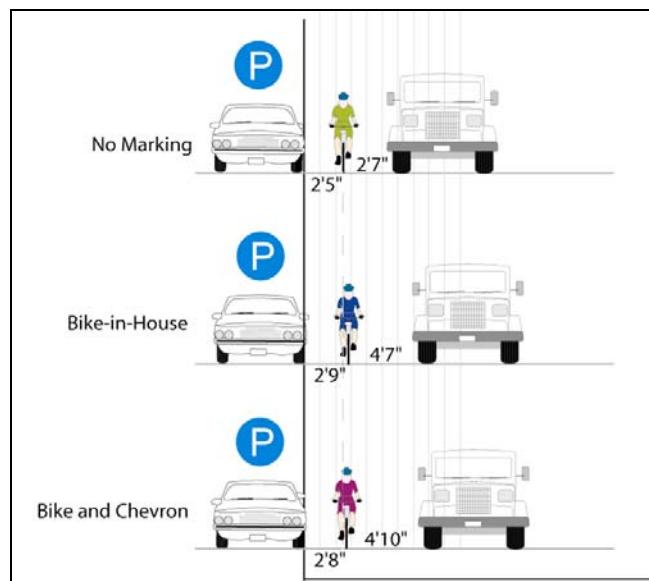 P
No Marking
2'7"
2'5"
P
Bike-in-House
4'7"
2'9"
P
Bike and Chevron
4'10"
2'8"